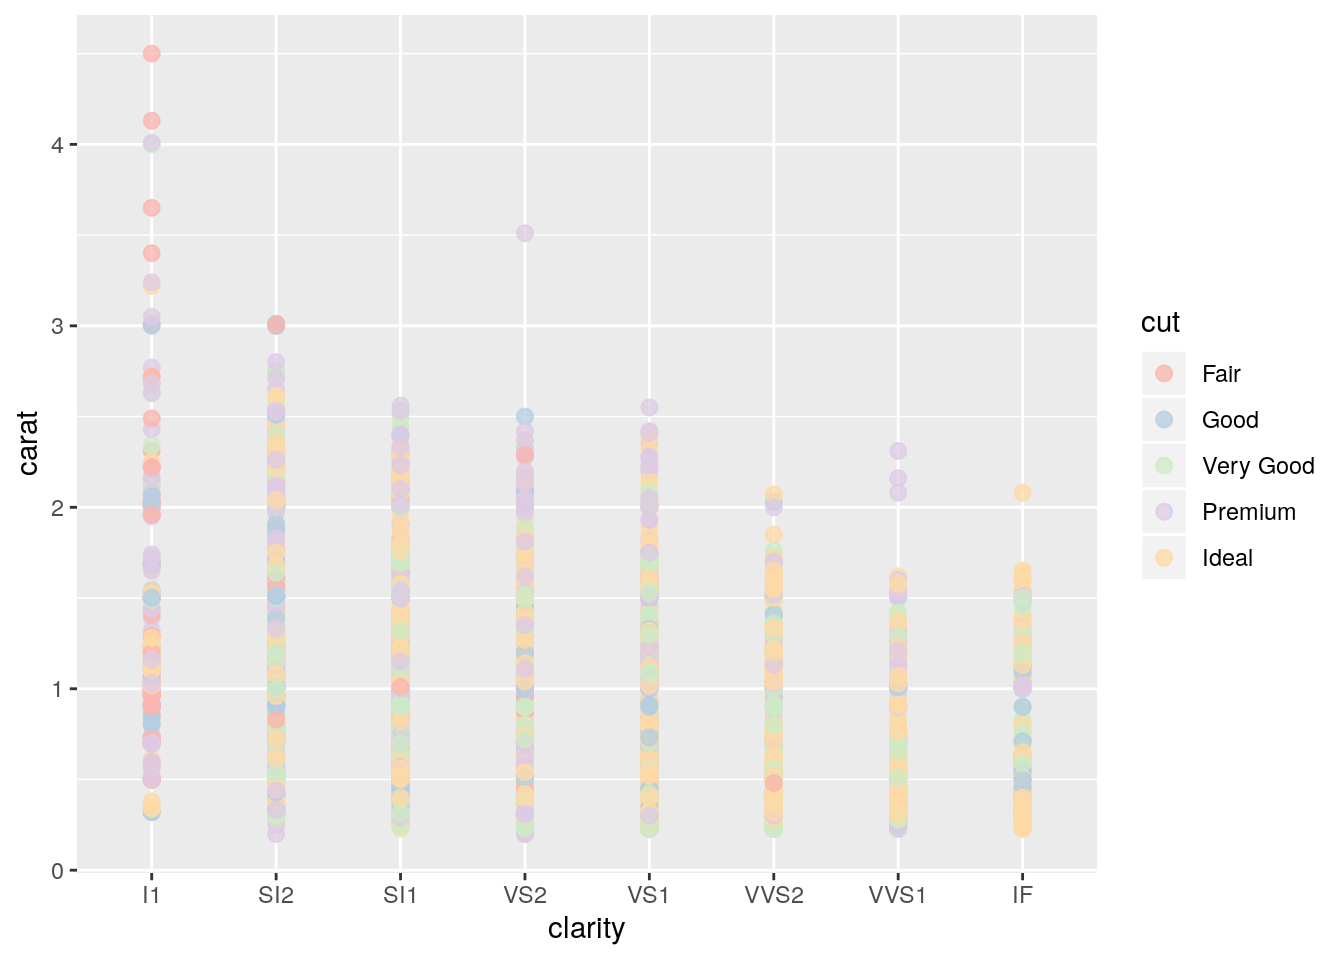 carat
4
3
2
1
0
I1 SI2 SI1 VS2 VS1 VVS2 VVS1 IF
clarity
cut
Fair
Good
Very Good
Premium
Ideal